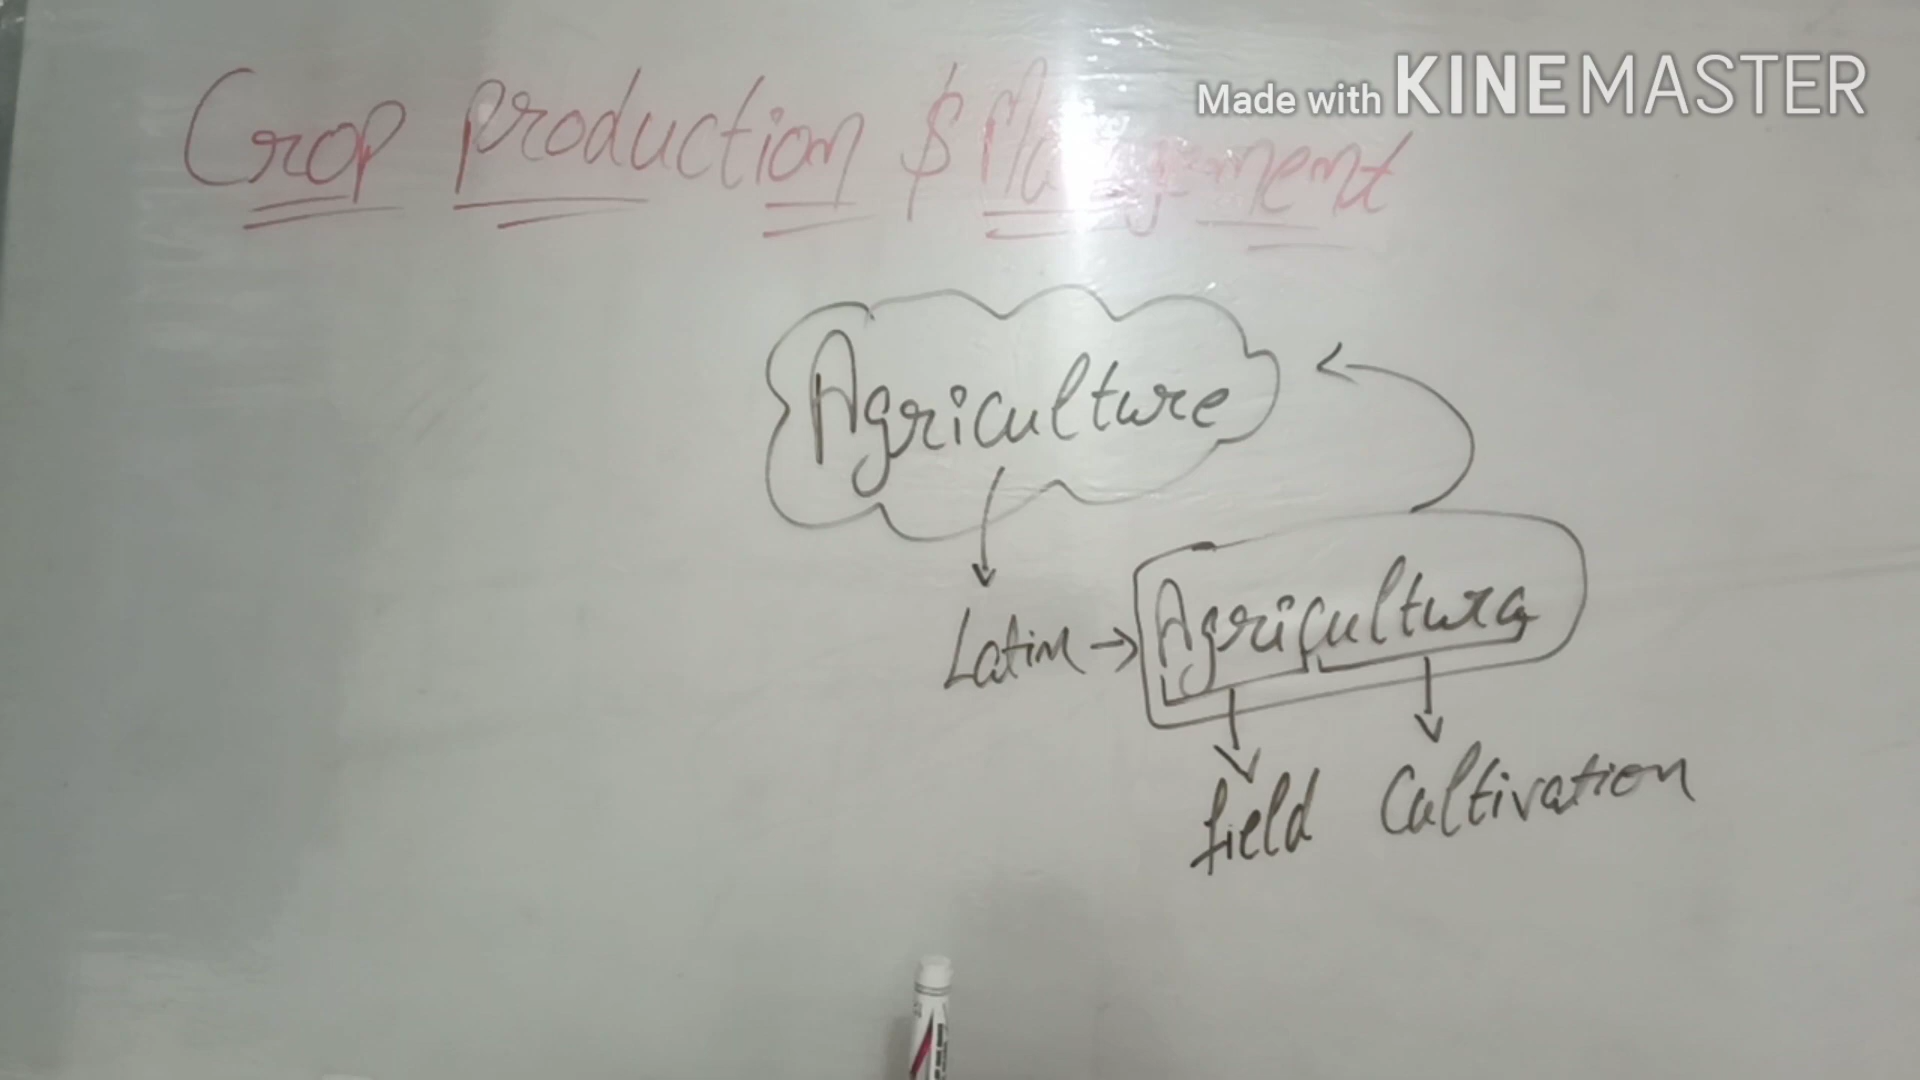 Made with KINEMASTER
Crop production & Management
Agriculture
Latin → Agricultura
field Cultivation